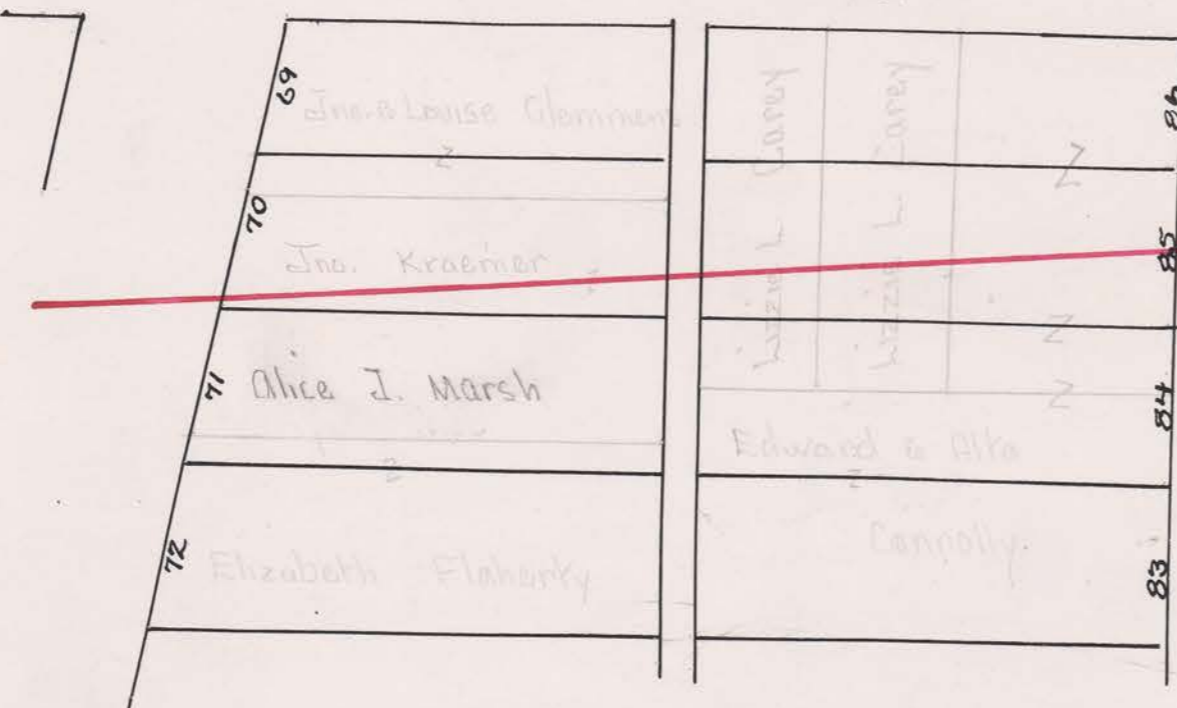 69
Jno. & Louise Glemmens
70
Jno. Kraemer
71
Alice J. Marsh
72
Elizabeth Flaherty
Lizzie L Carey
Lizzie L Carey
Z
N
N
86
85
84
83
Edward & Alta
Connolly